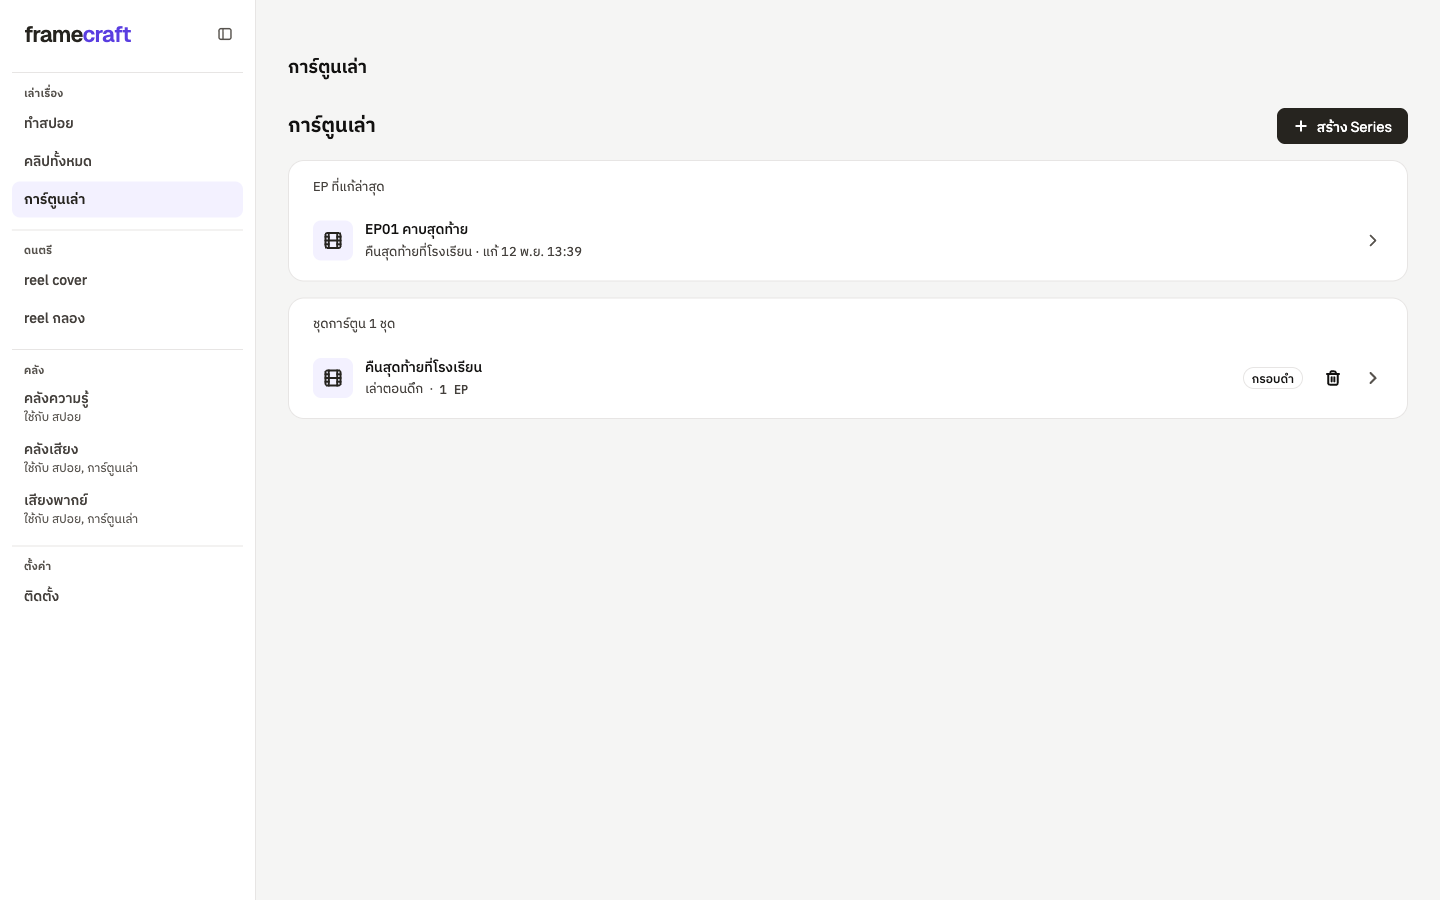 framecraft
เล่าเรื่อง
ทำสปอย
คลิปทั้งหมด
การ์ตูนเล่า
ดนตรี
reel cover
reel กลอง
คลัง
คลังความรู้
ใช้กับ สปอย
คลังเสียง
ใช้กับ สปอย, การ์ตูนเล่า
เสียงพากย์
ใช้กับ สปอย, การ์ตูนเล่า
ตั้งค่า
ติดตั้ง
การ์ตูนเล่า
การ์ตูนเล่า
สร้าง Series
EP ที่แก้ล่าสุด
EP01 คาบสุดท้าย
คืนสุดท้ายที่โรงเรียน · แก้ 12 พ.ย. 13:39
ชุดการ์ตูน 1 ชุด
คืนสุดท้ายที่โรงเรียน
เล่าตอนดึก · 1 EP
กรอบดำ